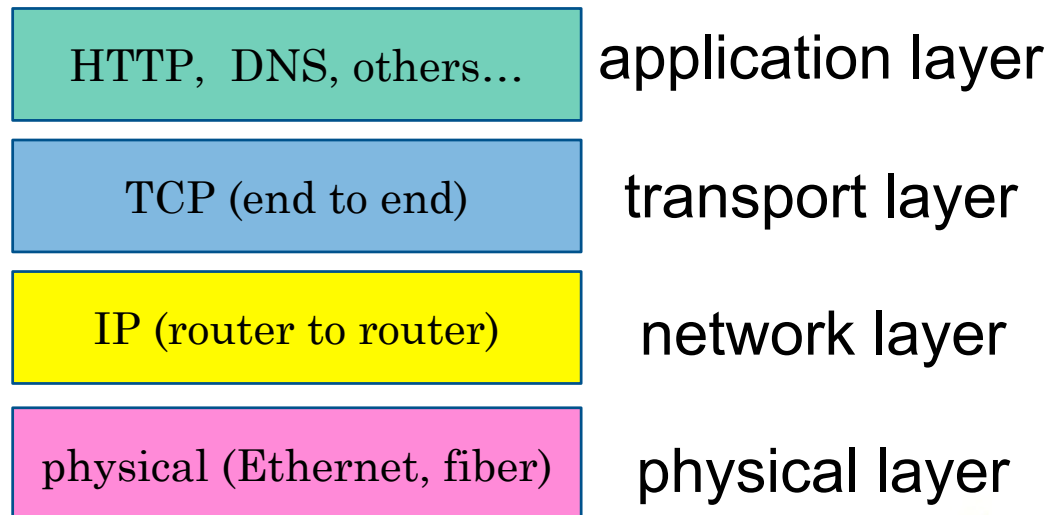 HTTP, DNS, others…
application layer
TCP (end to end)
transport layer
IP (router to router)
network layer
physical (Ethernet, fiber)
physical layer